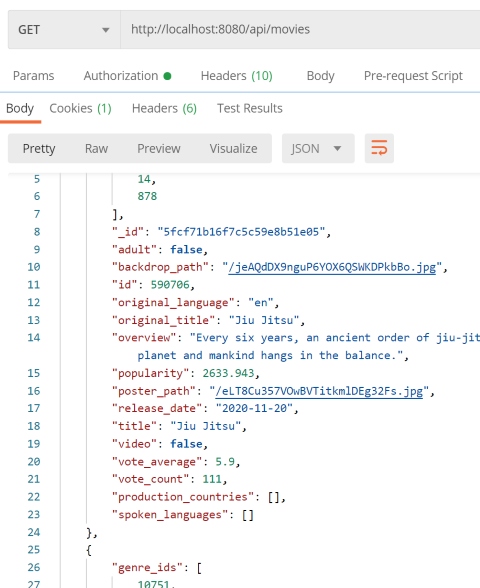 GET http://localhost:8080/api/movies
Params Authorization Headers (10) Body Pre-request Script
Body Cookies (1) Headers (6) Test Results
Pretty Raw Preview Visualize JSON
5 14,
6 878
7 ],
8 "_id": "5fcf71b16f7c5c59e8b51e05",
9 "adult": false,
10 "backdrop_path": "/jeAQdDX9nguP6YOX6QSWKDPkbBo.jpg",
11 "id": 590706,
12 "original_language": "en",
13 "original_title": "Jiu Jitsu",
14 "overview": "Every six years, an ancient order of jiu-jit
planet and mankind hangs in the balance.",
15 "popularity": 2633.943,
16 "poster_path": "/eLT8Cu357VOwBVTitkmlDEg32Fs.jpg",
17 "release_date": "2020-11-20",
18 "title": "Jiu Jitsu",
19 "video": false,
20 "vote_average": 5.9,
21 "vote_count": 111,
22 "production_countries": [],
23 "spoken_languages": []
24 },
25 {
26 "genre_ids": [
27 10751,